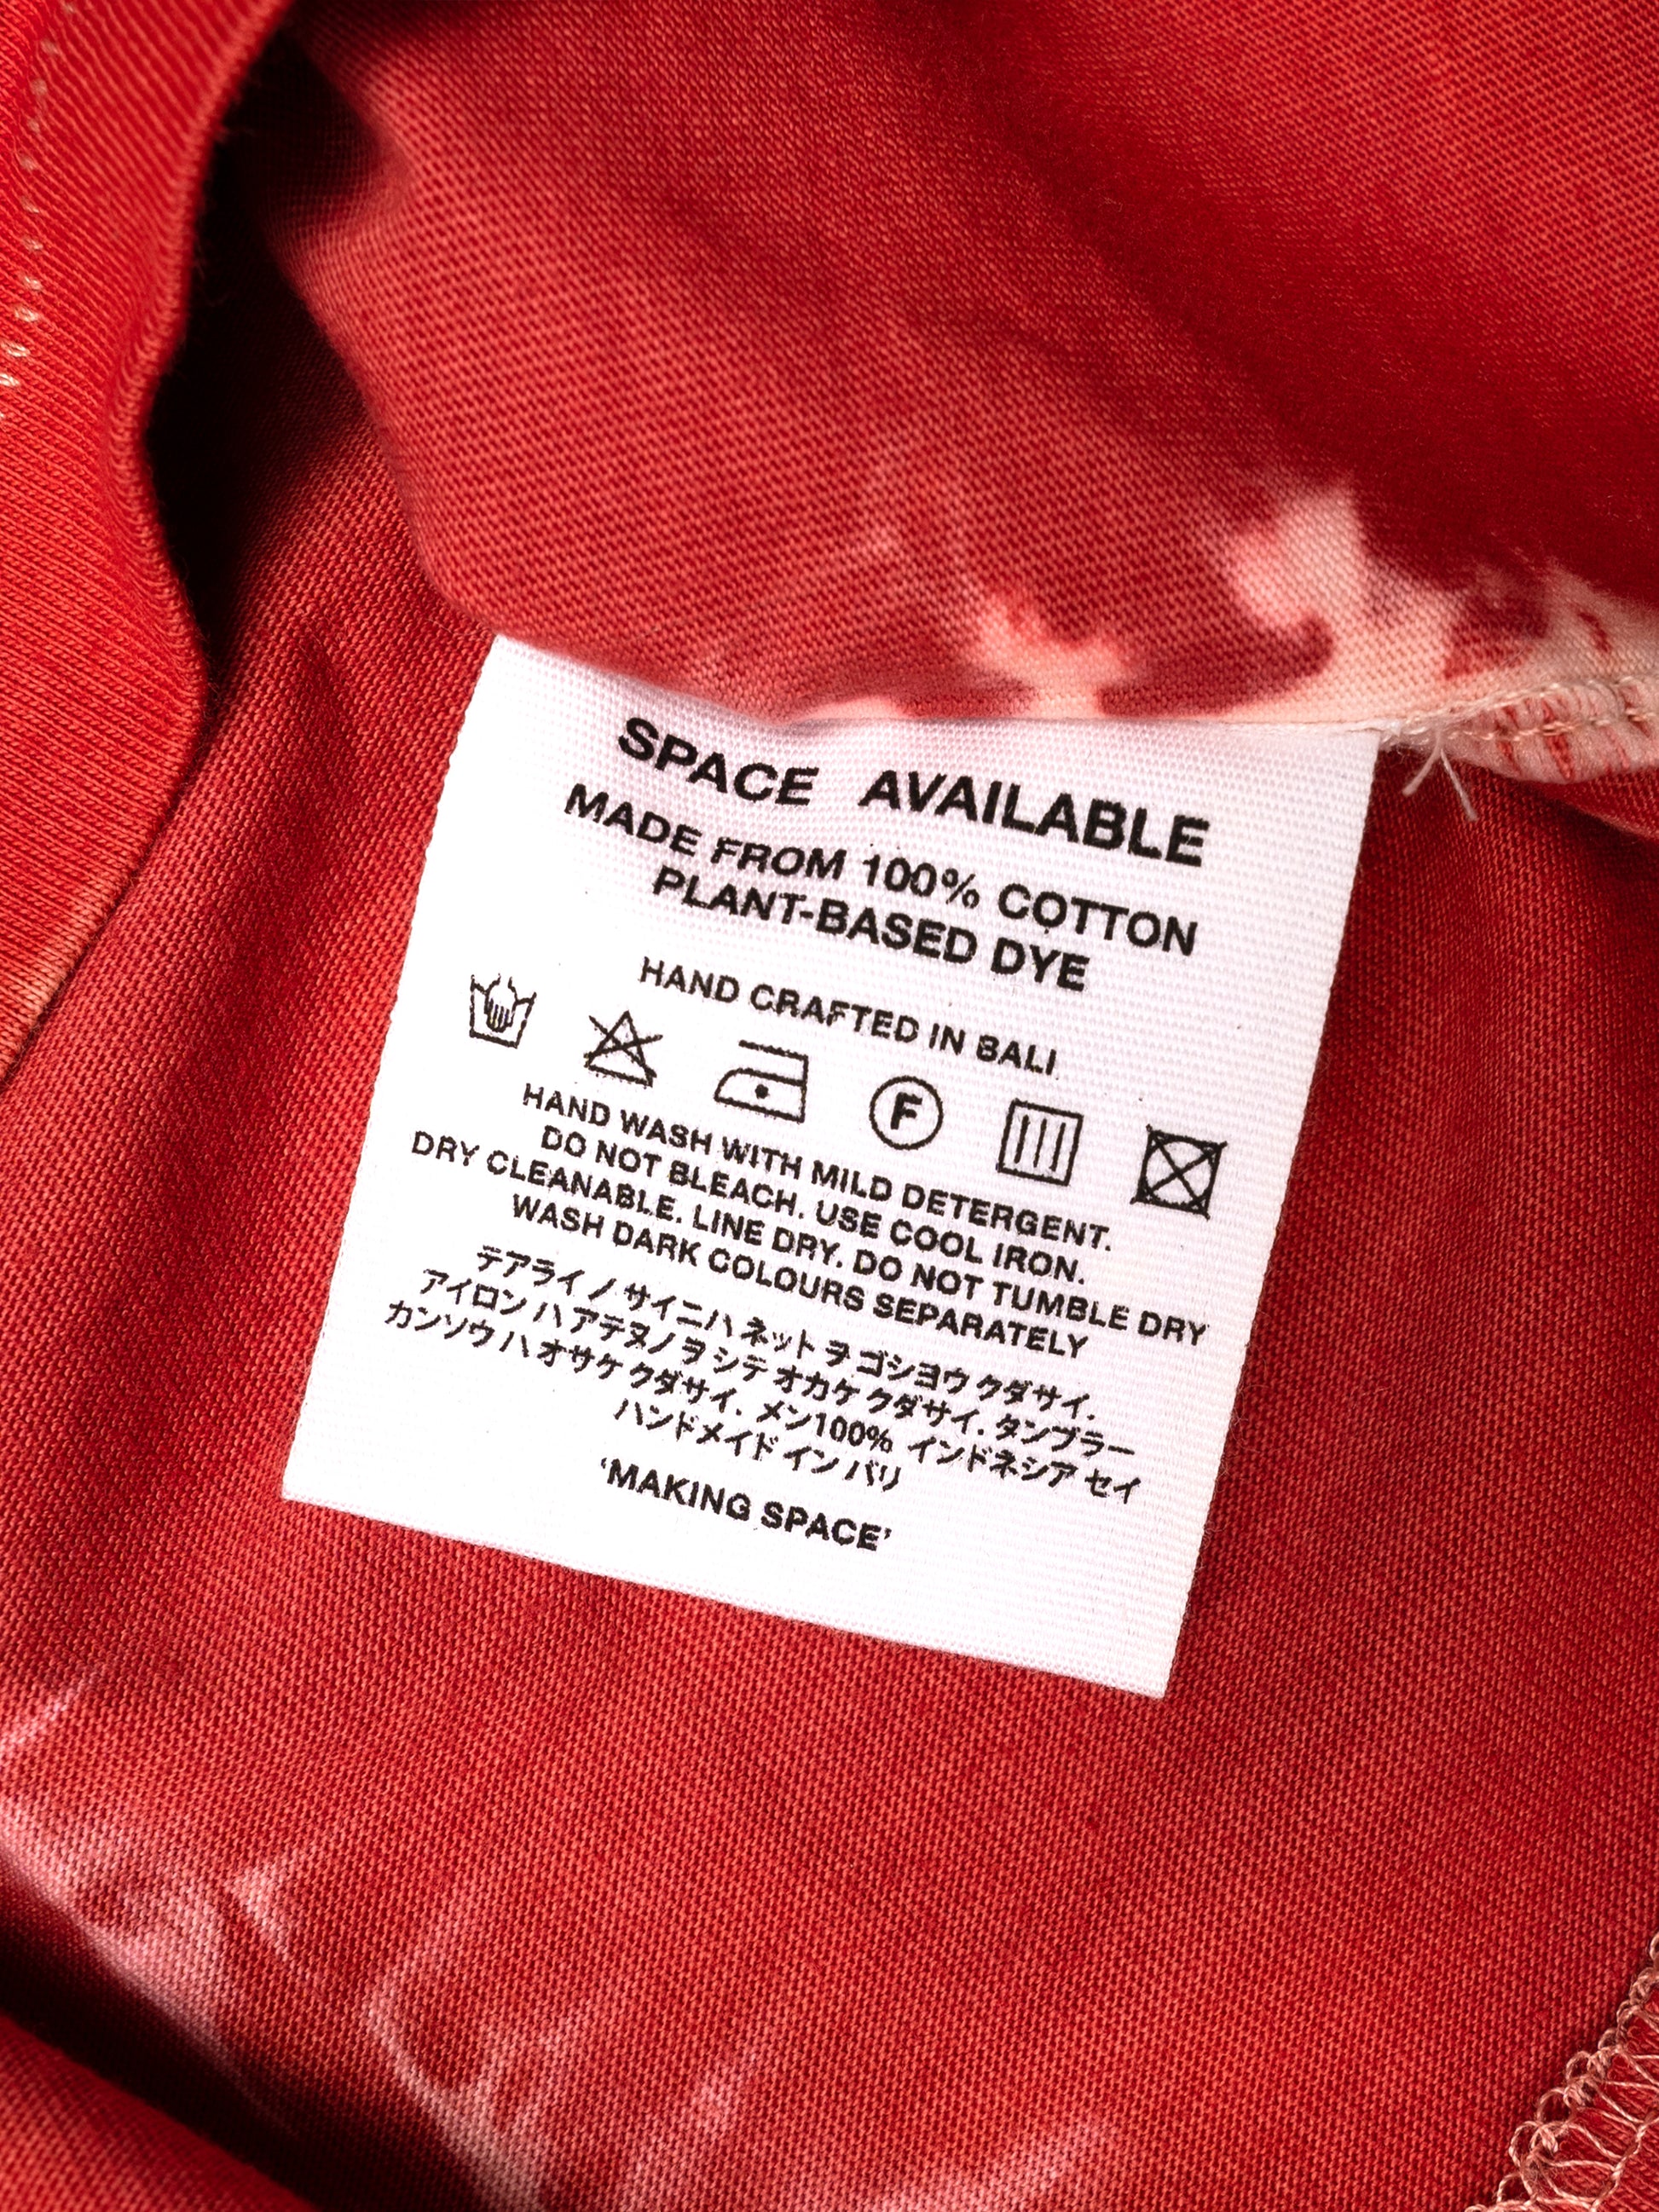 SPACE AVAILABLE
MADE FROM 100% COTTON
PLANT-BASED DYE
HAND CRAFTED IN BALI
F
HAND WASH WITH MILD DETERGENT.
DO NOT BLEACH. USE COOL IRON.
DRY CLEANABLE. LINE DRY. DO NOT TUMBLE DRY
WASH DARK COLOURS SEPARATELY
テアライ ノ サイニハ ネット ヲ ゴシヨウ クダサイ.
アイロン ハ アテヌノ ヲ シテ オカケ クダサイ. タンブラー
カンソウ ハ オサケ クダサイ. メン100% インドネシア セイ
ハンドメイド イン バリ
‘MAKING SPACE’